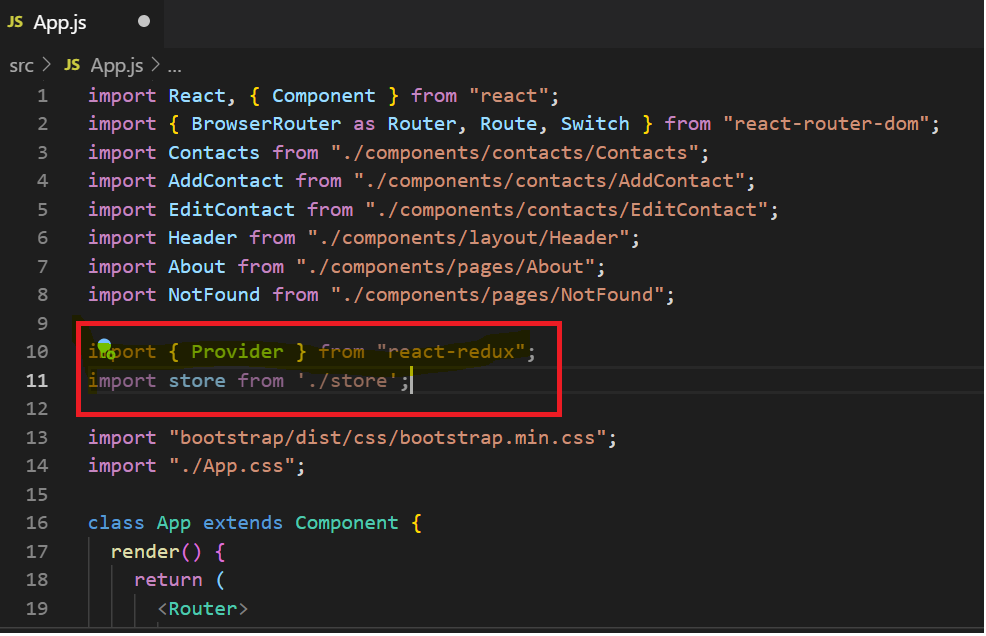 JS App.js
src > JS App.js > ...
1 import React, { Component } from "react";
2 import { BrowserRouter as Router, Route, Switch } from "react-router-dom";
3 import Contacts from "./components/contacts/Contacts";
4 import AddContact from "./components/contacts/AddContact";
5 import EditContact from "./components/contacts/EditContact";
6 import Header from "./components/layout/Header";
7 import About from "./components/pages/About";
8 import NotFound from "./components/pages/NotFound";
9
10 import { Provider } from "react-redux";
11 import store from './store';
12
13 import "bootstrap/dist/css/bootstrap.min.css";
14 import "./App.css";
15
16 class App extends Component {
17 render() {
18 return (
19 <Router>